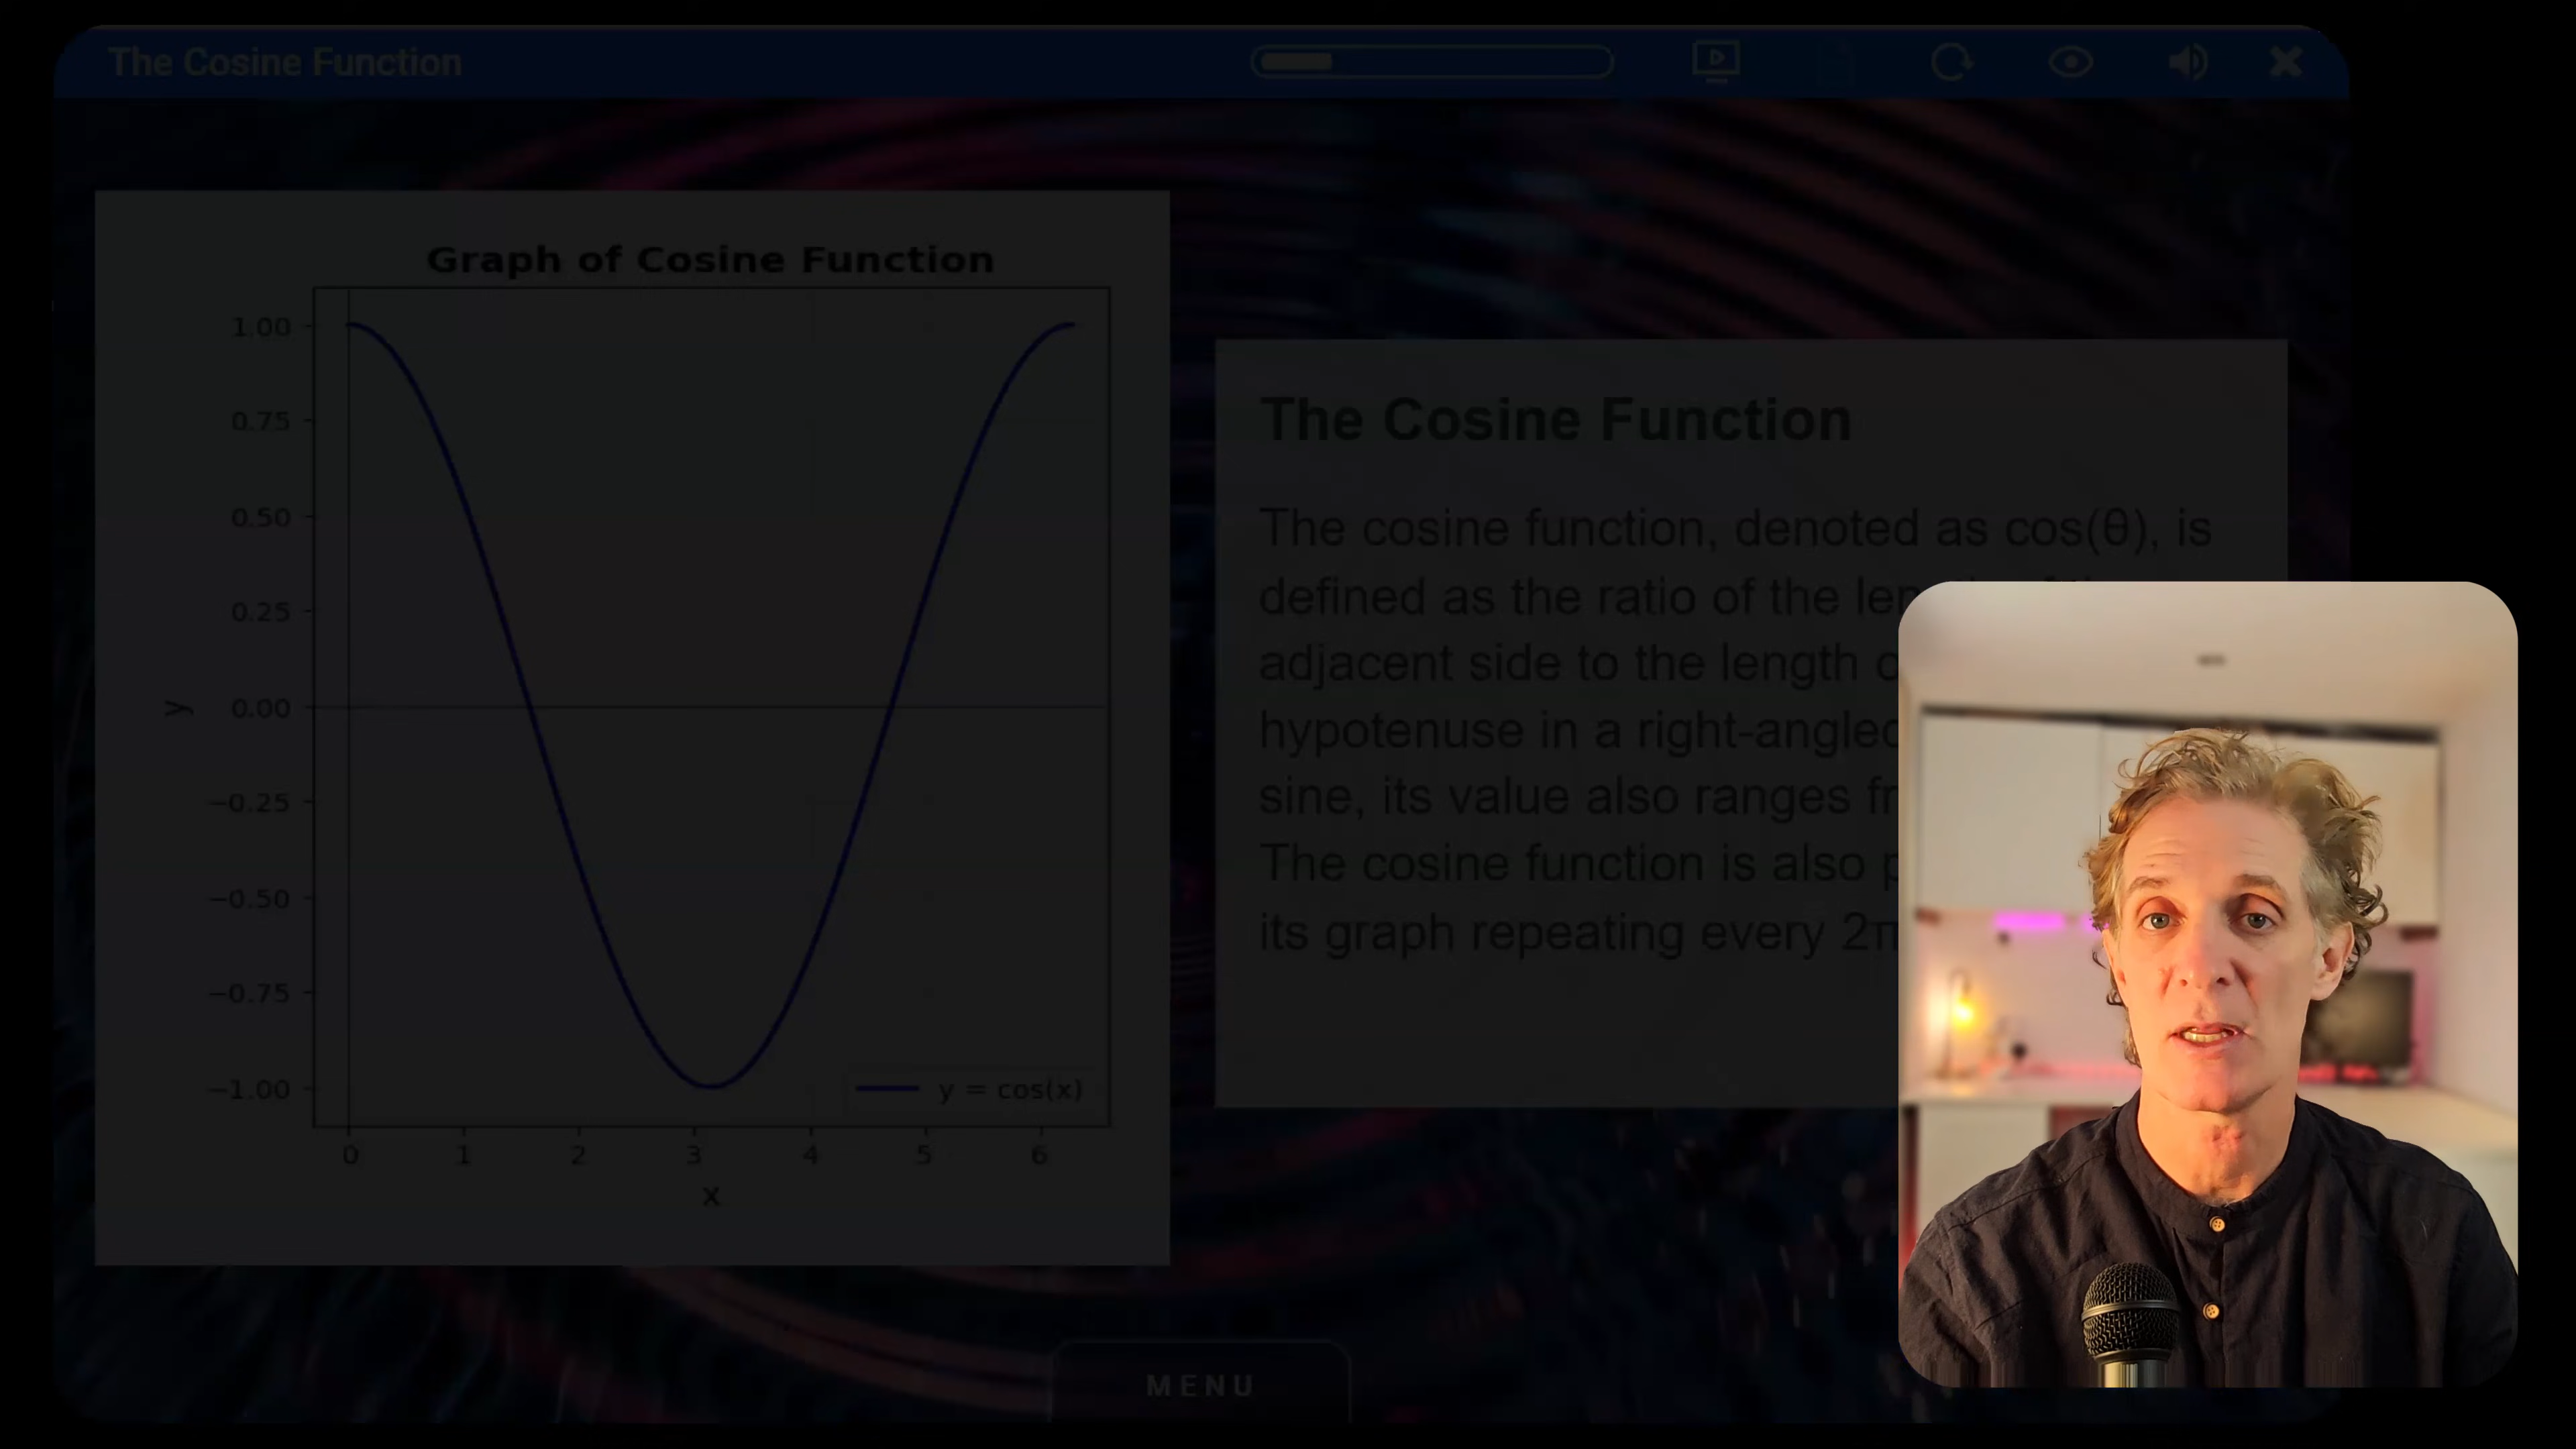 The Cosine Function
Graph of Cosine Function
1.00
0.75
0.50
0.25
0.00
−0.25
−0.50
−0.75
−1.00
y
y = cos(x)
0 1 2 3 4 5 6
x
The Cosine Function
The cosine function, denoted as cos(θ), is
defined as the ratio of the
adjacent side to the length
hypotenuse in a right-angled
sine, its value also ranges
The cosine function is also
its graph repeating every 2π
MENU